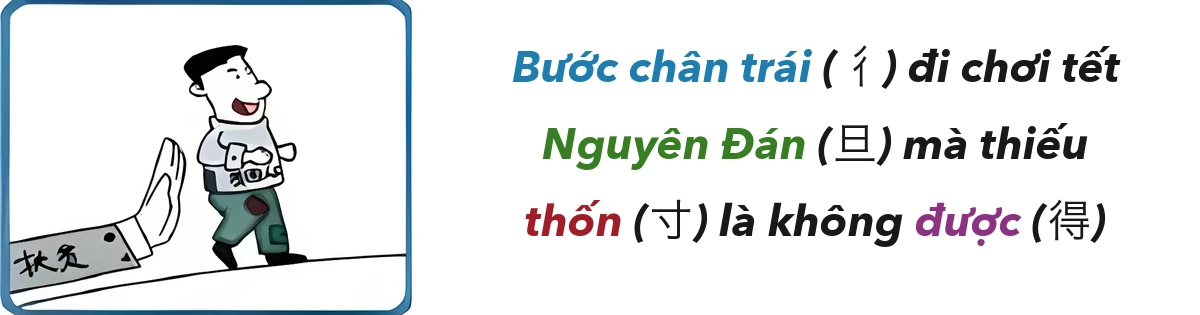 扶贫
Bước chân trái (彳) đi chơi tết
Nguyên Đán (旦) mà thiếu
thốn (寸) là không được (得)